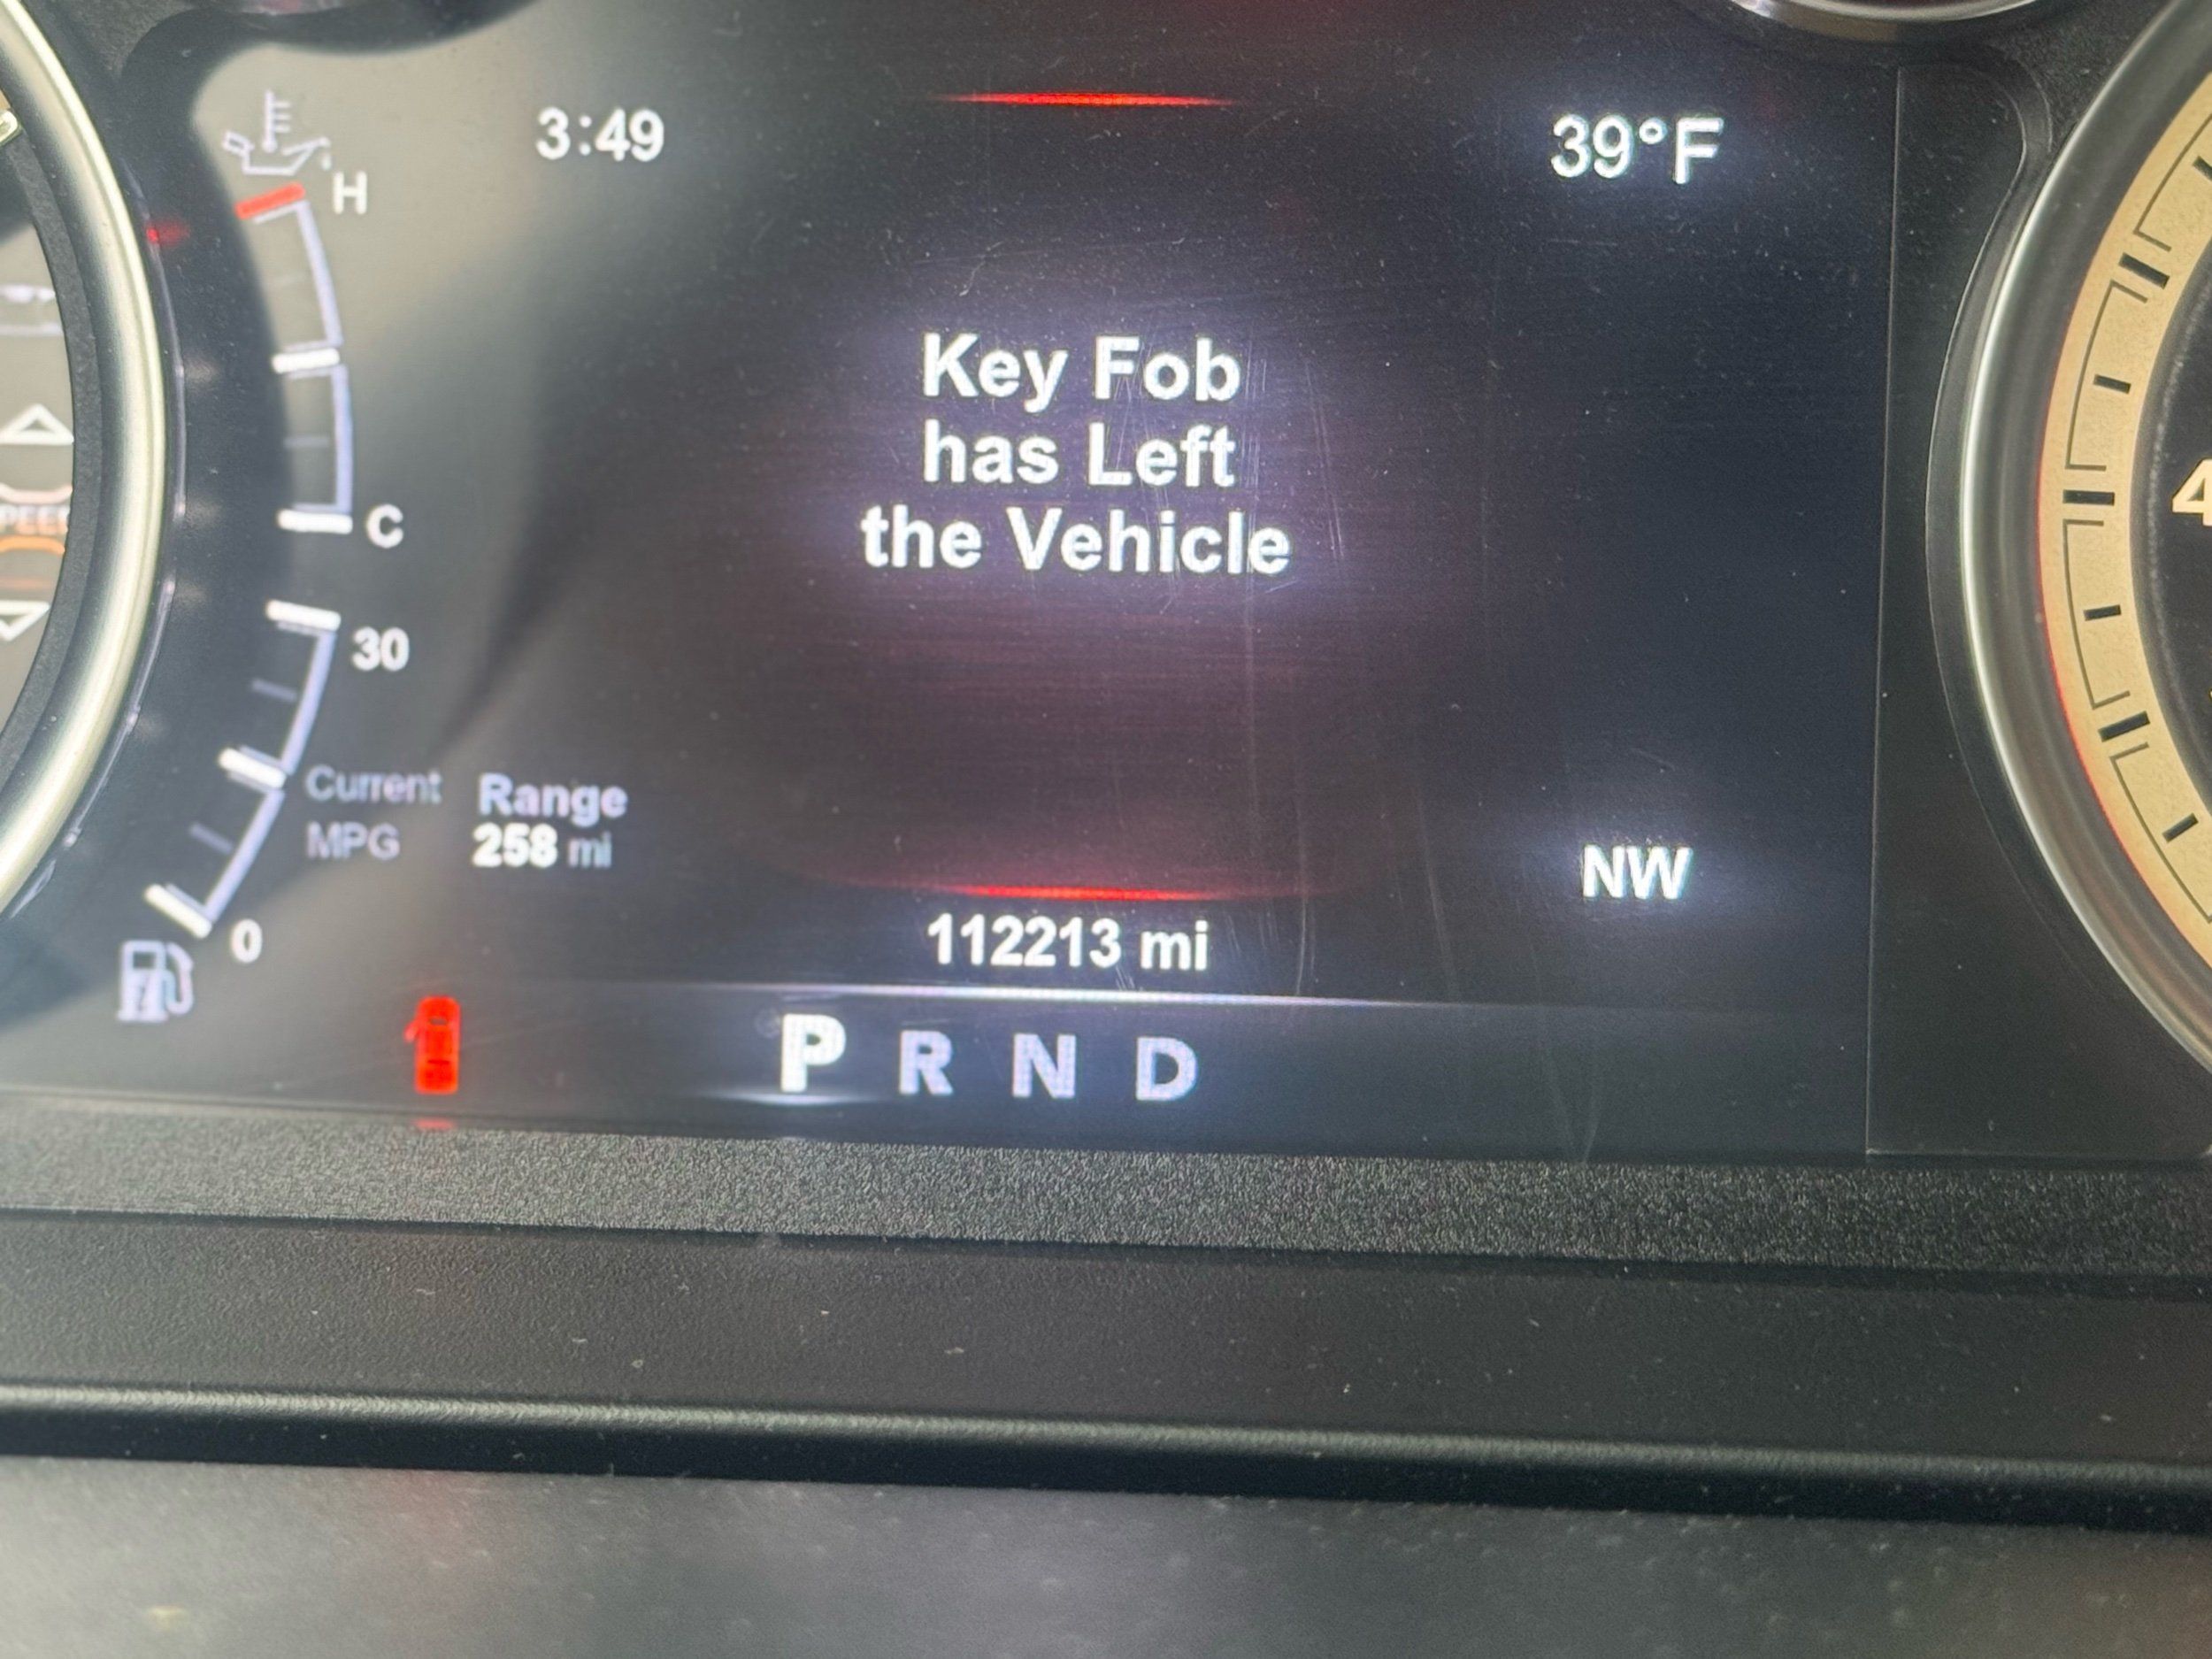 3:49
39°F
H
Key Fob
has Left
the Vehicle
C
30
Current
MPG
Range
258 mi
NW
0
112213 mi
P R N D